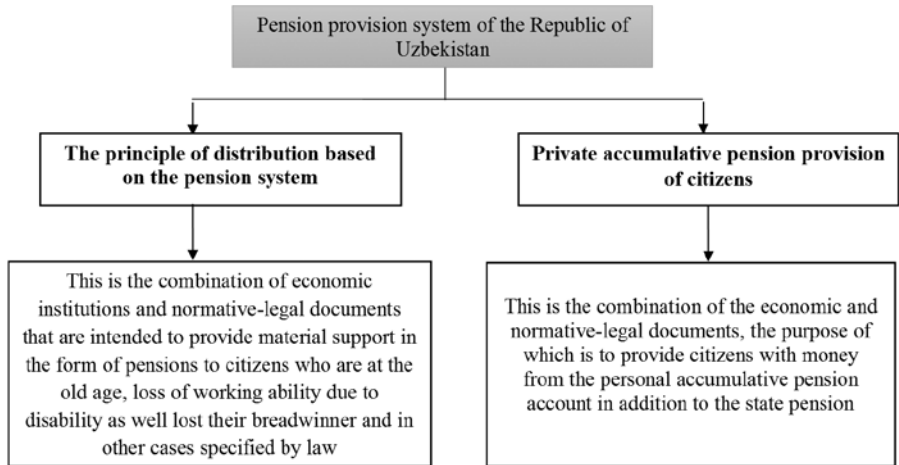 Pension provision system of the Republic of
Uzbekistan
The principle of distribution based
on the pension system
Private accumulative pension provision
of citizens
This is the combination of economic
institutions and normative-legal documents
that are intended to provide material support in
the form of pensions to citizens who are at the
old age, loss of working ability due to
disability as well lost their breadwinner and in
other cases specified by law
This is the combination of the economic and
normative-legal documents, the purpose of
which is to provide citizens with money
from the personal accumulative pension
account in addition to the state pension